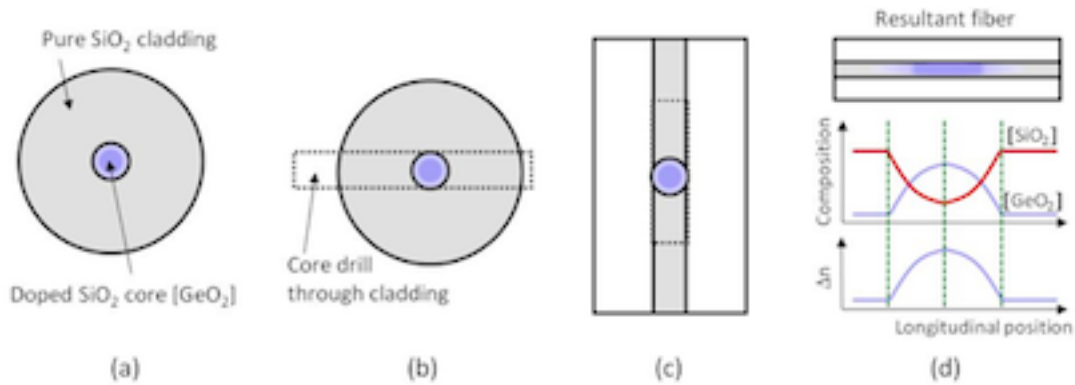 Pure SiO₂ cladding
Doped SiO₂ core [GeO₂]
(a)
Core drill
through cladding
(b)
(c)
Resultant fiber
Composition
[SiO₂]
[GeO₂]
Δn
Longitudinal position
(d)